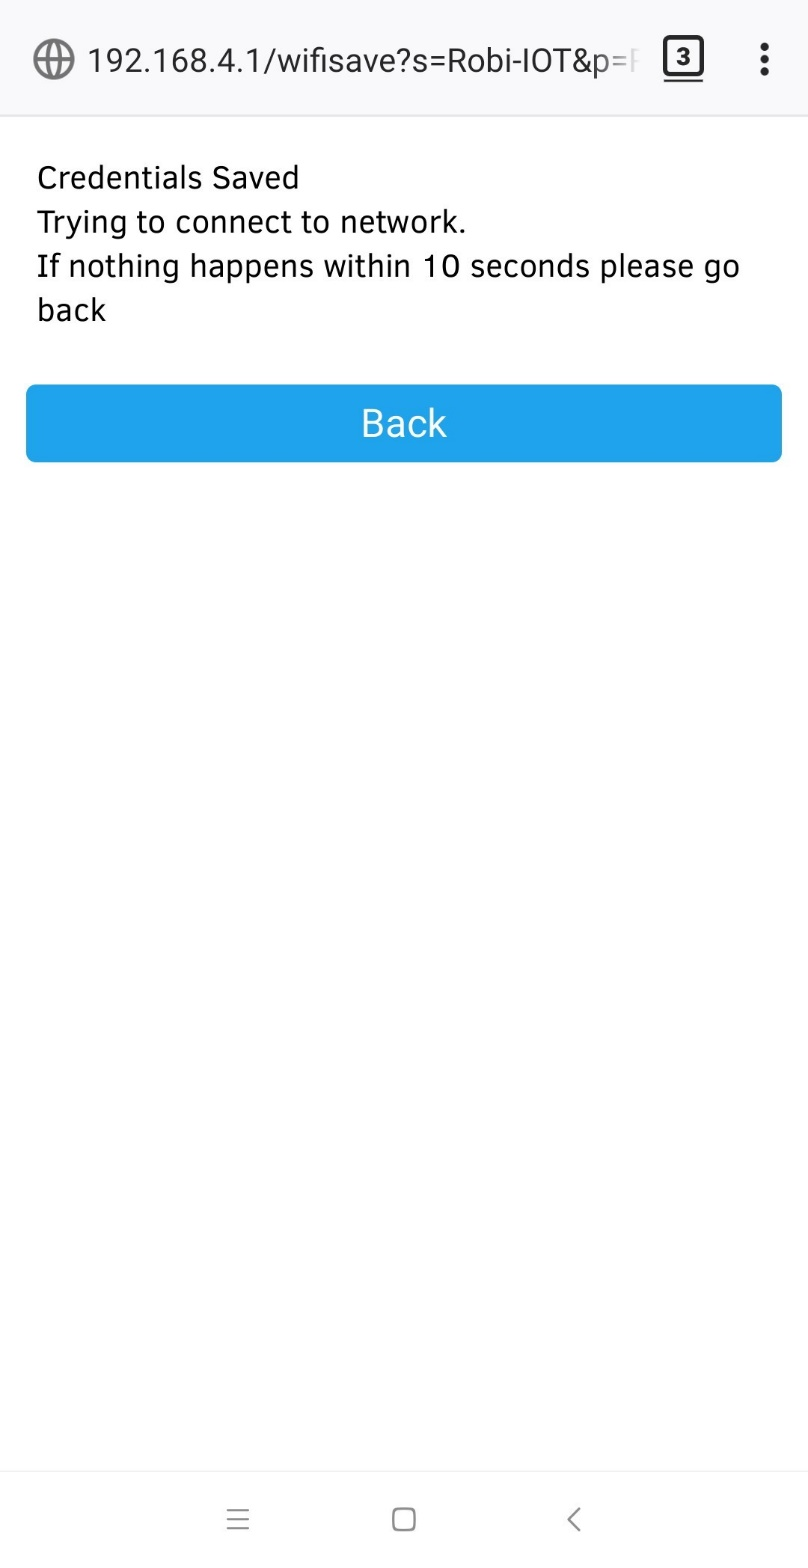 192.168.4.1/wifisave?s=Robi-IOT&p=
3
Credentials Saved
Trying to connect to network.
If nothing happens within 10 seconds please go
back
Back